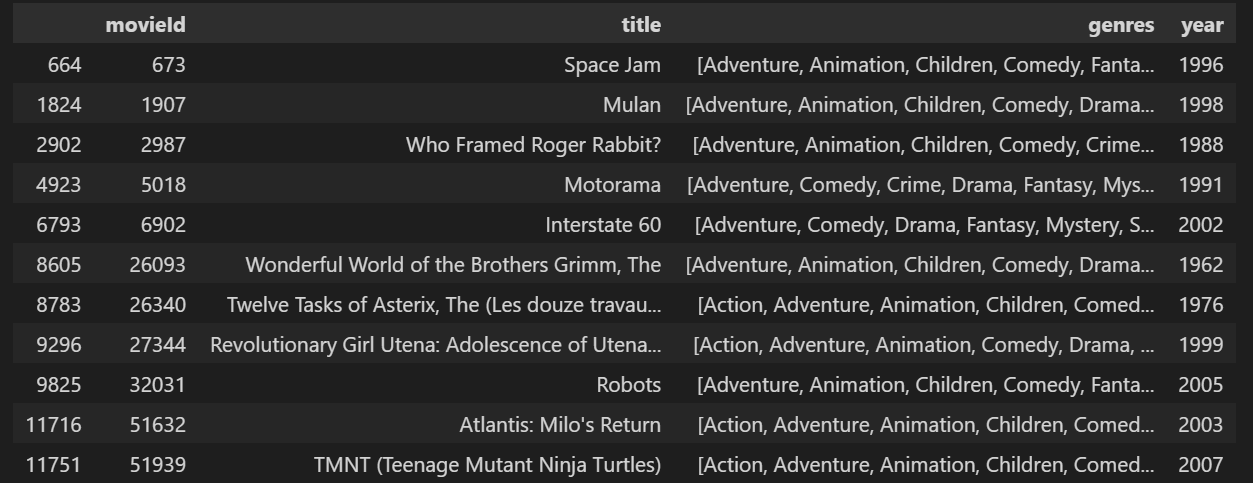 movieId title genres year
664 673 Space Jam [Adventure, Animation, Children, Comedy, Fanta... 1996
1824 1907 Mulan [Adventure, Animation, Children, Comedy, Drama... 1998
2902 2987 Who Framed Roger Rabbit? [Adventure, Animation, Children, Comedy, Crime... 1988
4923 5018 Motorama [Adventure, Comedy, Crime, Drama, Fantasy, Mys... 1991
6793 6902 Interstate 60 [Adventure, Comedy, Drama, Fantasy, Mystery, S... 2002
8605 26093 Wonderful World of the Brothers Grimm, The [Adventure, Animation, Children, Comedy, Drama... 1962
8783 26340 Twelve Tasks of Asterix, The (Les douze travau... [Action, Adventure, Animation, Children, Comed... 1976
9296 27344 Revolutionary Girl Utena: Adolescence of Utena... [Action, Adventure, Animation, Comedy, Drama, ... 1999
9825 32031 Robots [Adventure, Animation, Children, Comedy, Fanta... 2005
11716 51632 Atlantis: Milo's Return [Action, Adventure, Animation, Children, Comed... 2003
11751 51939 TMNT (Teenage Mutant Ninja Turtles) [Action, Adventure, Animation, Children, Comed... 2007